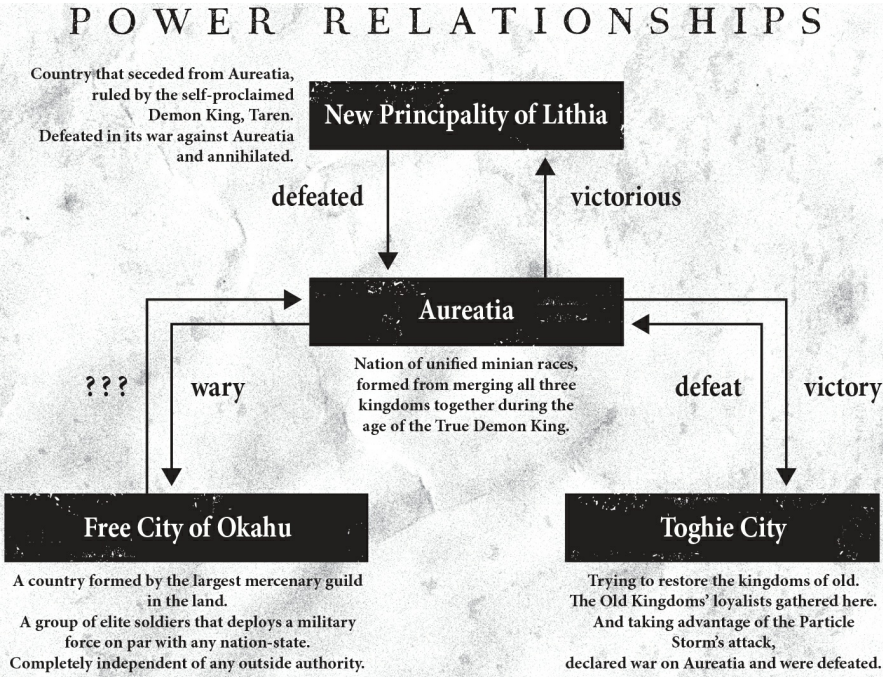 POWER RELATIONSHIPS
Country that seceded from Aureatia,
ruled by the self-proclaimed
Demon King, Taren.
Defeated in its war against Aureatia
and annihilated.
New Principality of Lithia
defeated
victorious
Aureatia
Nation of unified minian races,
formed from merging all three
kingdoms together during the
age of the True Demon King.
???
wary
defeat
victory
Free City of Okahu
A country formed by the largest mercenary guild
in the land.
A group of elite soldiers that deploys a military
force on par with any nation-state.
Completely independent of any outside authority.
Toghie City
Trying to restore the kingdoms of old.
The Old Kingdoms' loyalists gathered here.
And taking advantage of the Particle
Storm's attack,
declared war on Aureatia and were defeated.